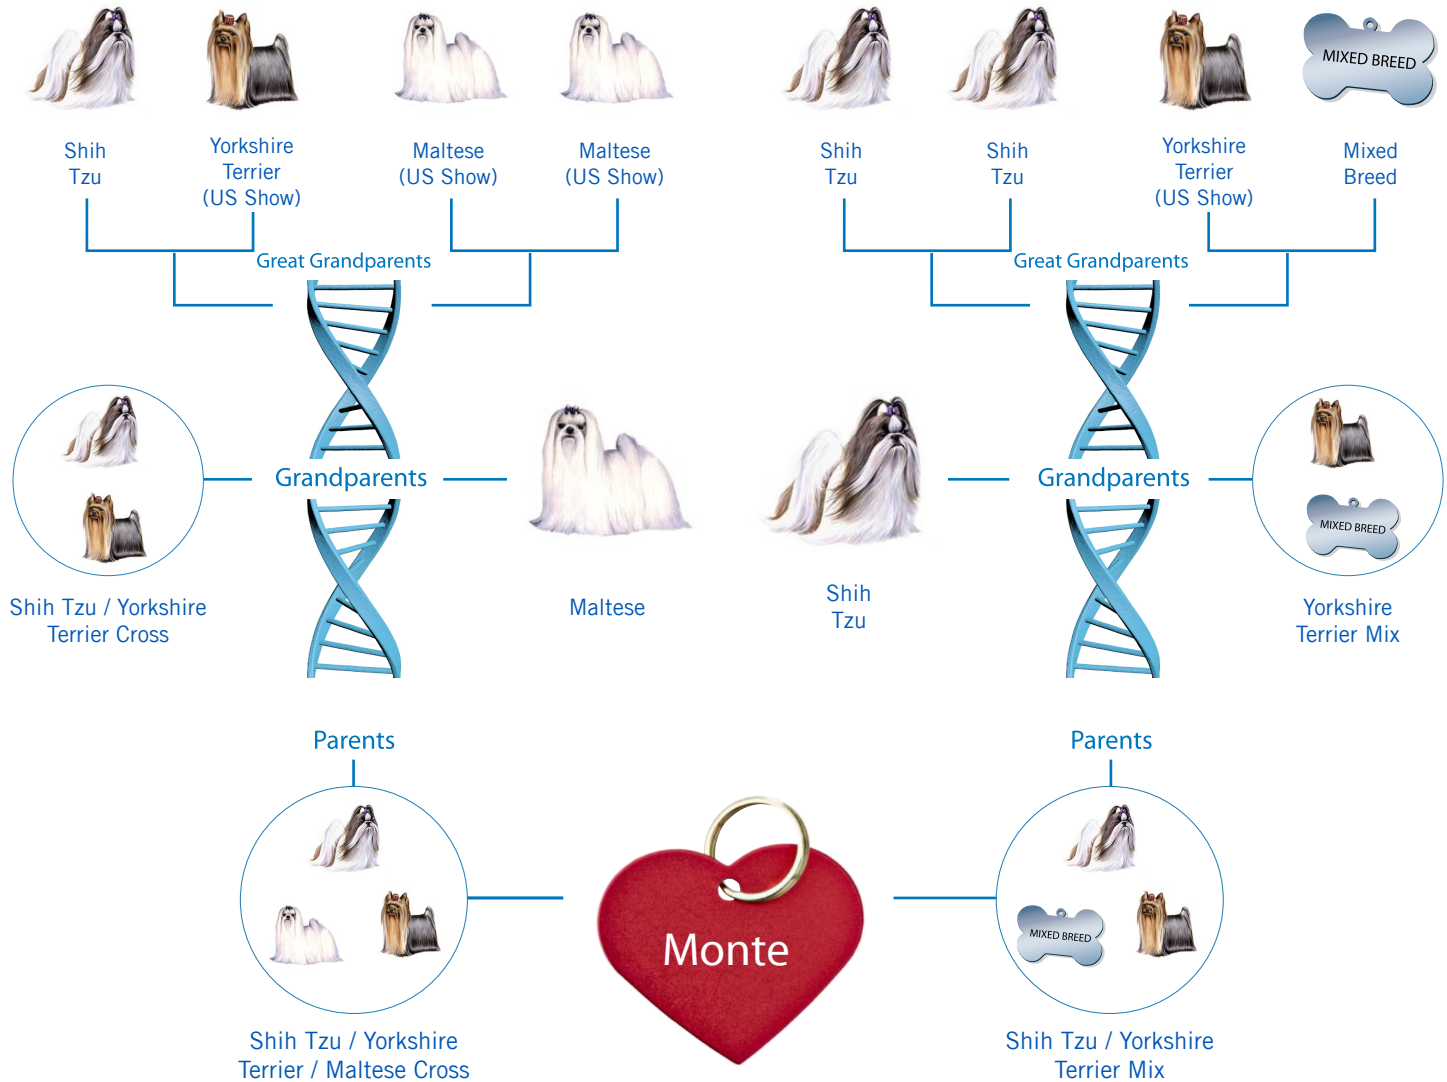 MIXED BREED
Shih
Tzu
Yorkshire
Terrier
(US Show)
Maltese
(US Show)
Maltese
(US Show)
Shih
Tzu
Shih
Tzu
Yorkshire
Terrier
(US Show)
Mixed
Breed
Great Grandparents
Great Grandparents
Grandparents
Grandparents
MIXED BREED
Shih Tzu / Yorkshire
Terrier Cross
Maltese
Shih
Tzu
Yorkshire
Terrier Mix
Parents
Parents
MIXED BREED
Monte
Shih Tzu / Yorkshire
Terrier / Maltese Cross
Shih Tzu / Yorkshire
Terrier Mix